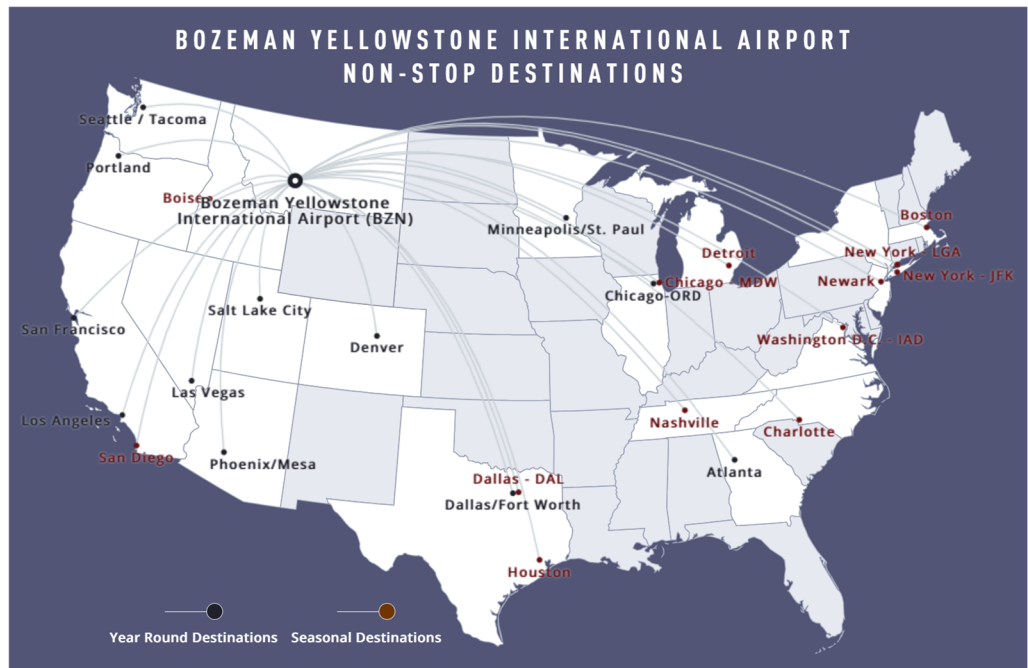 BOZEMAN YELLOWSTONE INTERNATIONAL AIRPORT
NON-STOP DESTINATIONS
Seattle / Tacoma
Portland
Boise
Bozeman Yellowstone
International Airport (BZN)
Minneapolis/St. Paul
Boston
Detroit
New York - LGA
New York - JFK
Newark
Chicago - MDW
Chicago-ORD
Salt Lake City
San Francisco
Denver
Washington D.C. - IAD
Las Vegas
Los Angeles
Nashville
Charlotte
San Diego
Phoenix/Mesa
Atlanta
Dallas - DAL
Dallas/Fort Worth
Houston
Year Round Destinations
Seasonal Destinations